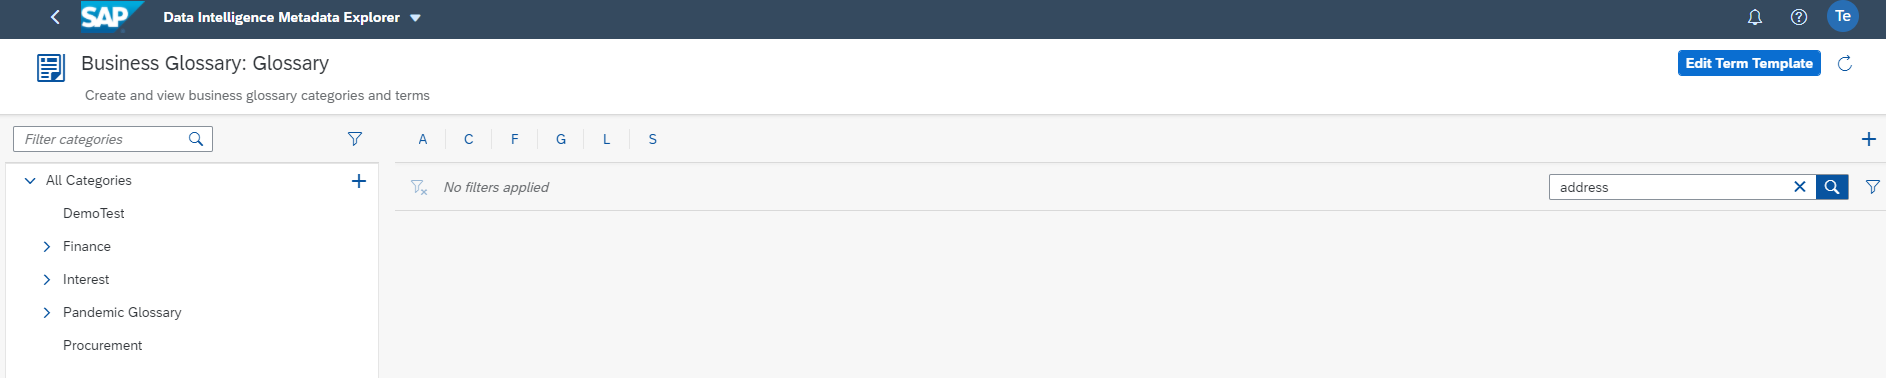 SAP Data Intelligence Metadata Explorer
Te
Business Glossary: Glossary
Edit Term Template
Create and view business glossary categories and terms
Filter categories
A C F G L S
All Categories
No filters applied
address
DemoTest
Finance
Interest
Pandemic Glossary
Procurement